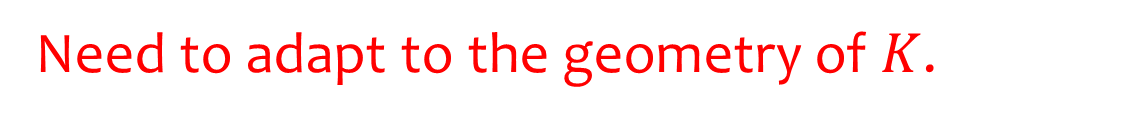 Need to adapt to the geometry of K.